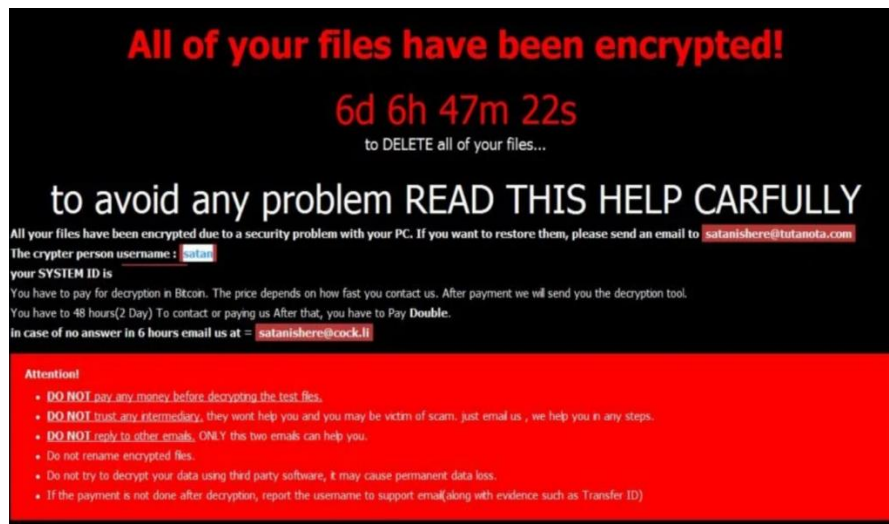 All of your files have been encrypted!
6d 6h 47m 22s
to DELETE all of your files...
to avoid any problem READ THIS HELP CARFULLY
All your files have been encrypted due to a security problem with your PC. If you want to restore them, please send an email to satanishere@tutanota.com
The crypter person username : satan
your SYSTEM ID is
You have to pay for decryption in Bitcoin. The price depends on how fast you contact us. After payment we will send you the decryption tool.
You have to 48 hours(2 Day) To contact or paying us After that, you have to Pay Double.
in case of no answer in 6 hours email us at = satanishere@cock.li
Attention!
• DO NOT pay any money before decrypting the test files.
• DO NOT trust any intermediary. they wont help you and you may be victim of scam. just email us , we help you in any steps.
• DO NOT reply to other emails. ONLY this two emails can help you.
• Do not rename encrypted files.
• Do not try to decrypt your data using third party software, it may cause permanent data loss.
• If the payment is not done after decryption, report the username to support email(along with evidence such as Transfer ID)